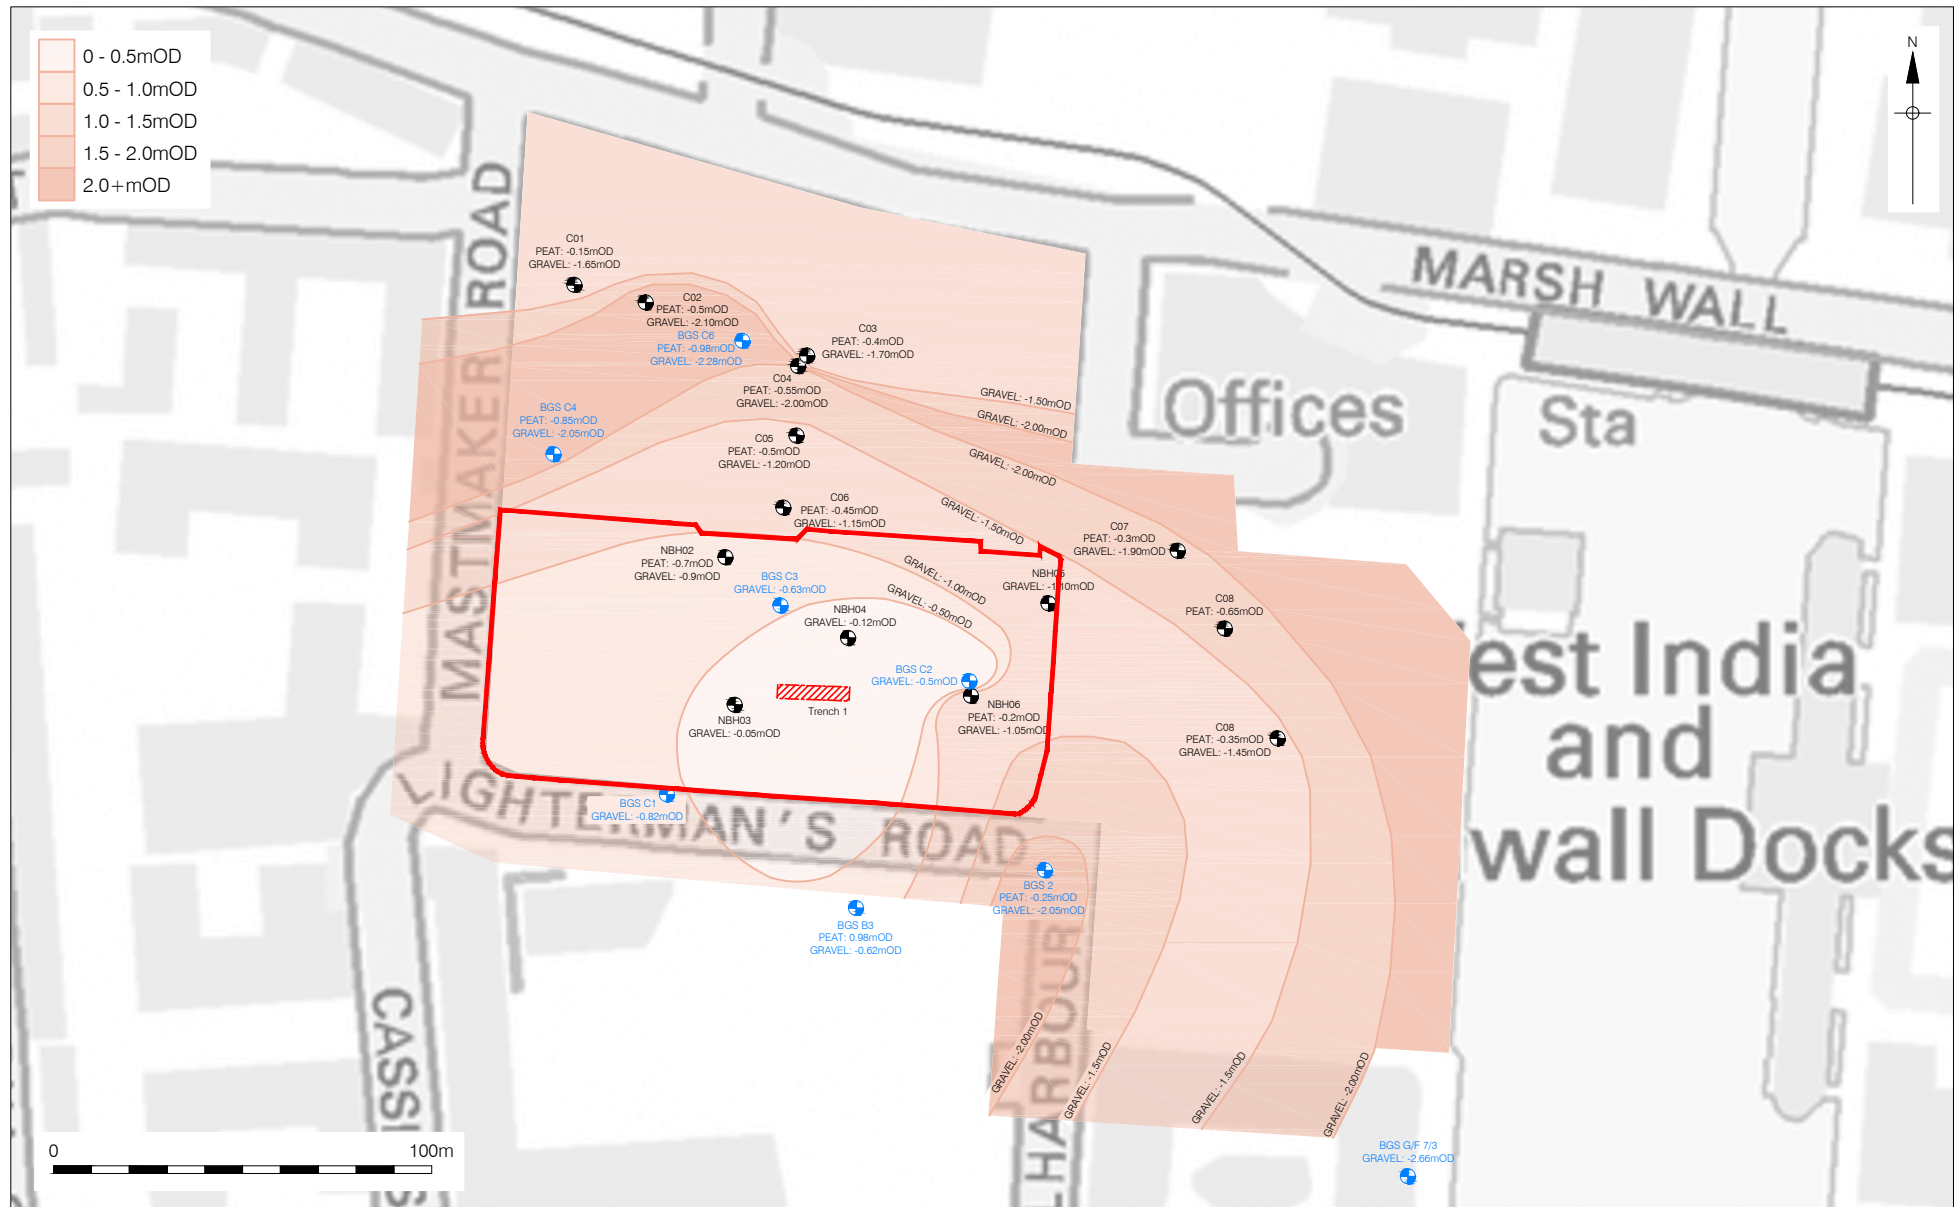 0 - 0.5mOD
0.5 - 1.0mOD
1.0 - 1.5mOD
1.5 - 2.0mOD
2.0+mOD
N
MARSH WALL
ROAD
MASTMAKER
Offices
Sta
C01
PEAT: -0.15mOD
GRAVEL: -1.65mOD
C02
PEAT: -0.5mOD
GRAVEL: -2.10mOD
BGS C6
PEAT: -0.98mOD
GRAVEL: -2.28mOD
C03
PEAT: -0.4mOD
GRAVEL: -1.70mOD
C04
PEAT: -0.55mOD
GRAVEL: -2.00mOD
BGS C4
PEAT: -0.85mOD
GRAVEL: -2.05mOD
C05
PEAT: -0.5mOD
GRAVEL: -1.20mOD
GRAVEL: -1.50mOD
GRAVEL: -2.00mOD
GRAVEL: -2.00mOD
GRAVEL: -1.50mOD
C06
PEAT: -0.45mOD
GRAVEL: -1.15mOD
C07
PEAT: -0.3mOD
GRAVEL: -1.90mOD
NBH02
PEAT: -0.7mOD
GRAVEL: -0.9mOD
BGS C3
GRAVEL: -0.63mOD
GRAVEL: -1.00mOD
GRAVEL: -0.50mOD
NBH05
GRAVEL: -1.10mOD
NBH04
GRAVEL: -0.12mOD
C08
PEAT: -0.65mOD
BGS C2
GRAVEL: -0.5mOD
NBH06
PEAT: -0.2mOD
GRAVEL: -1.05mOD
Trench 1
NBH03
GRAVEL: -0.05mOD
C08
PEAT: -0.35mOD
GRAVEL: -1.45mOD
est India
and
wall Docks
LIGHTERMAN'S ROAD
BGS C1
GRAVEL: -0.82mOD
BGS 2
PEAT: -0.25mOD
GRAVEL: -2.05mOD
BGS B3
PEAT: 0.98mOD
GRAVEL: -0.62mOD
GRAVEL: -2.00mOD
GRAVEL: -1.5mOD
GRAVEL: -1.5mOD
GRAVEL: -2.00mOD
BGS G/F 7/3
GRAVEL: -2.66mOD
LHARBOUR
CASSI
S
0 100m